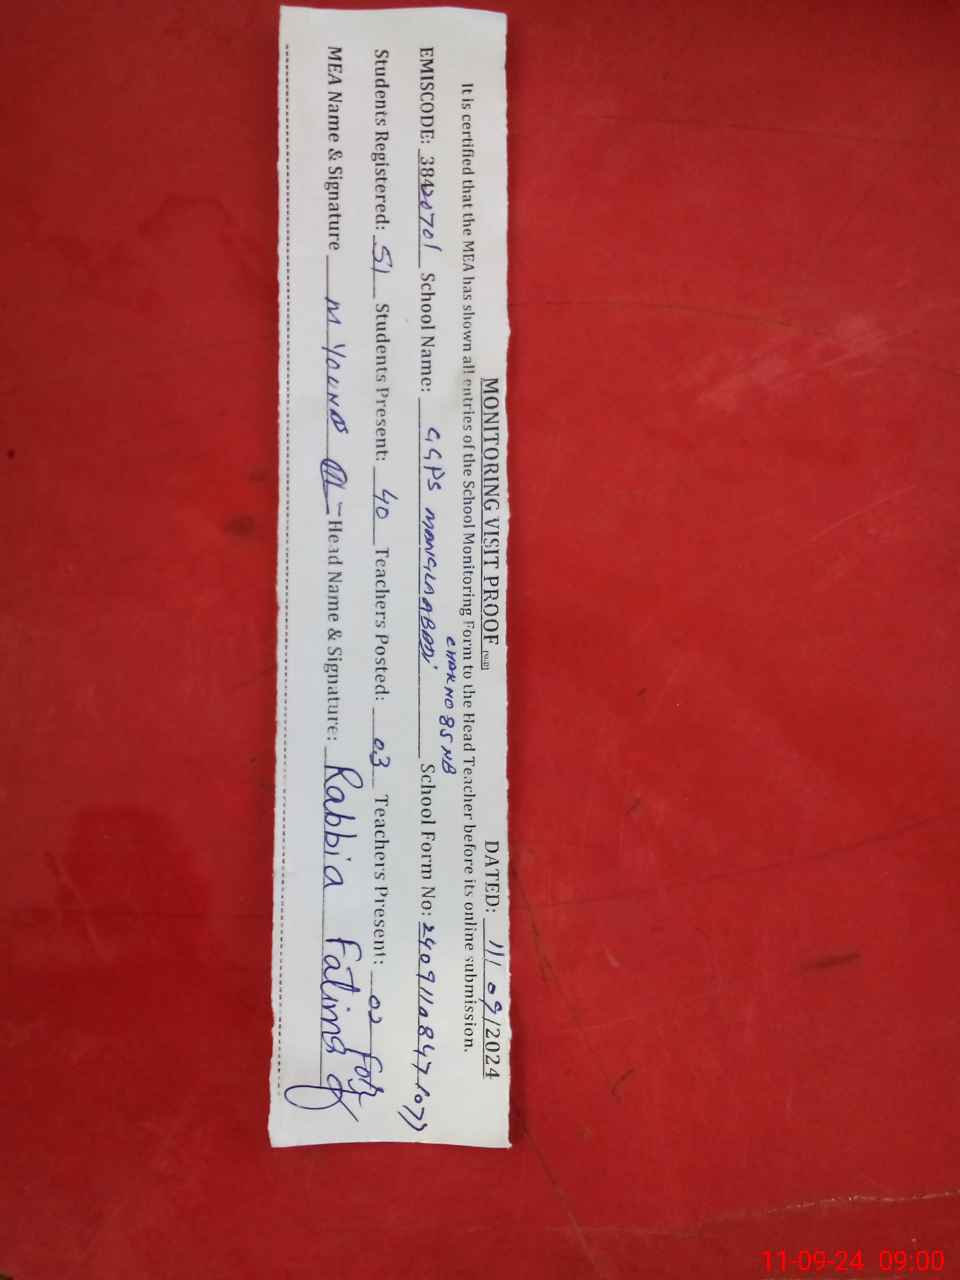 MONITORING VISIT PROOF DATED: 11/09/2024
It is certified that the MEA has shown all entries of the School Monitoring Form to the Head Teacher before its online submission.
CHAK NO 85 NB
EMISCODE: 38420701 School Name: GGPS School Form No:
Students Registered: 51 Students Present: 40 Teachers Posted: 03 Teachers Present: 02
MEA Name & Signature M YOUNAS Head Name & Signature: Rabbia Fatima
For
11-09-24 09:00